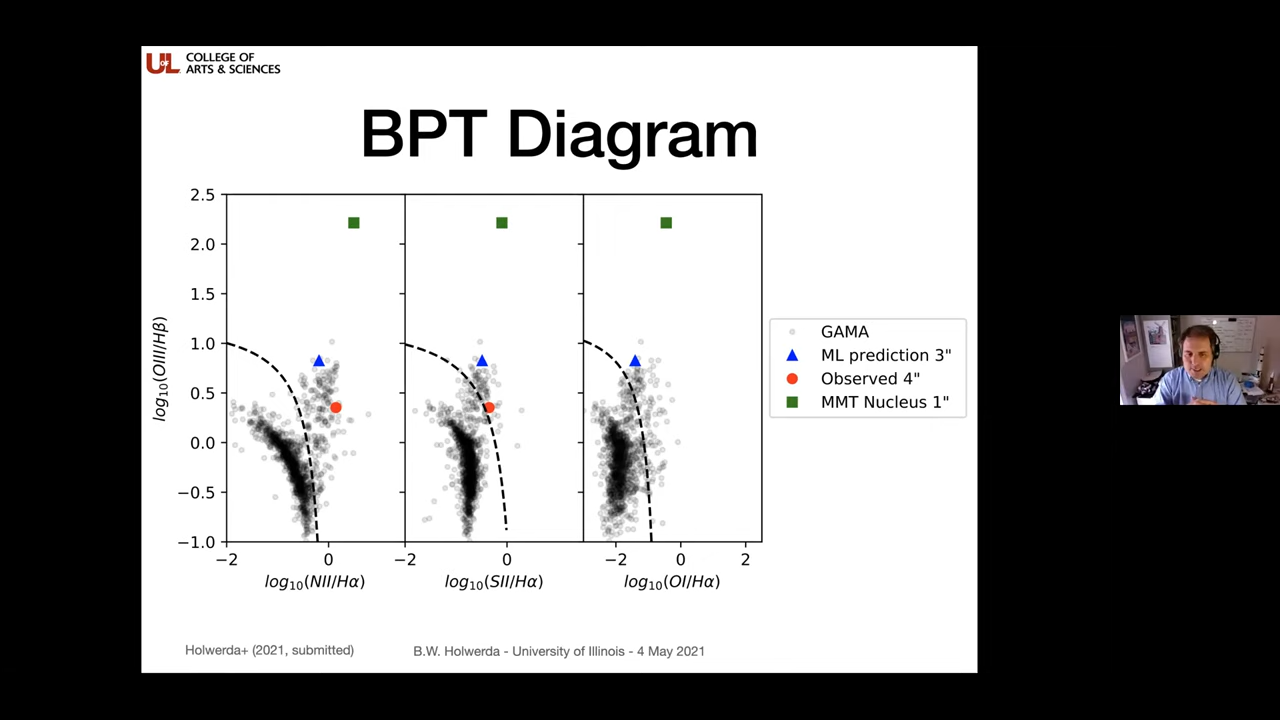 UofL COLLEGE OF
ARTS & SCIENCES
BPT Diagram
2.5
2.0
1.5
1.0
0.5
0.0
−0.5
−1.0
log10(OIII/Hβ)
−2 0 −2 0 −2 0 2
log10(NII/Hα) log10(SII/Hα) log10(OI/Hα)
GAMA
ML prediction 3"
Observed 4"
MMT Nucleus 1"
Holwerda+ (2021, submitted) B.W. Holwerda - University of Illinois - 4 May 2021